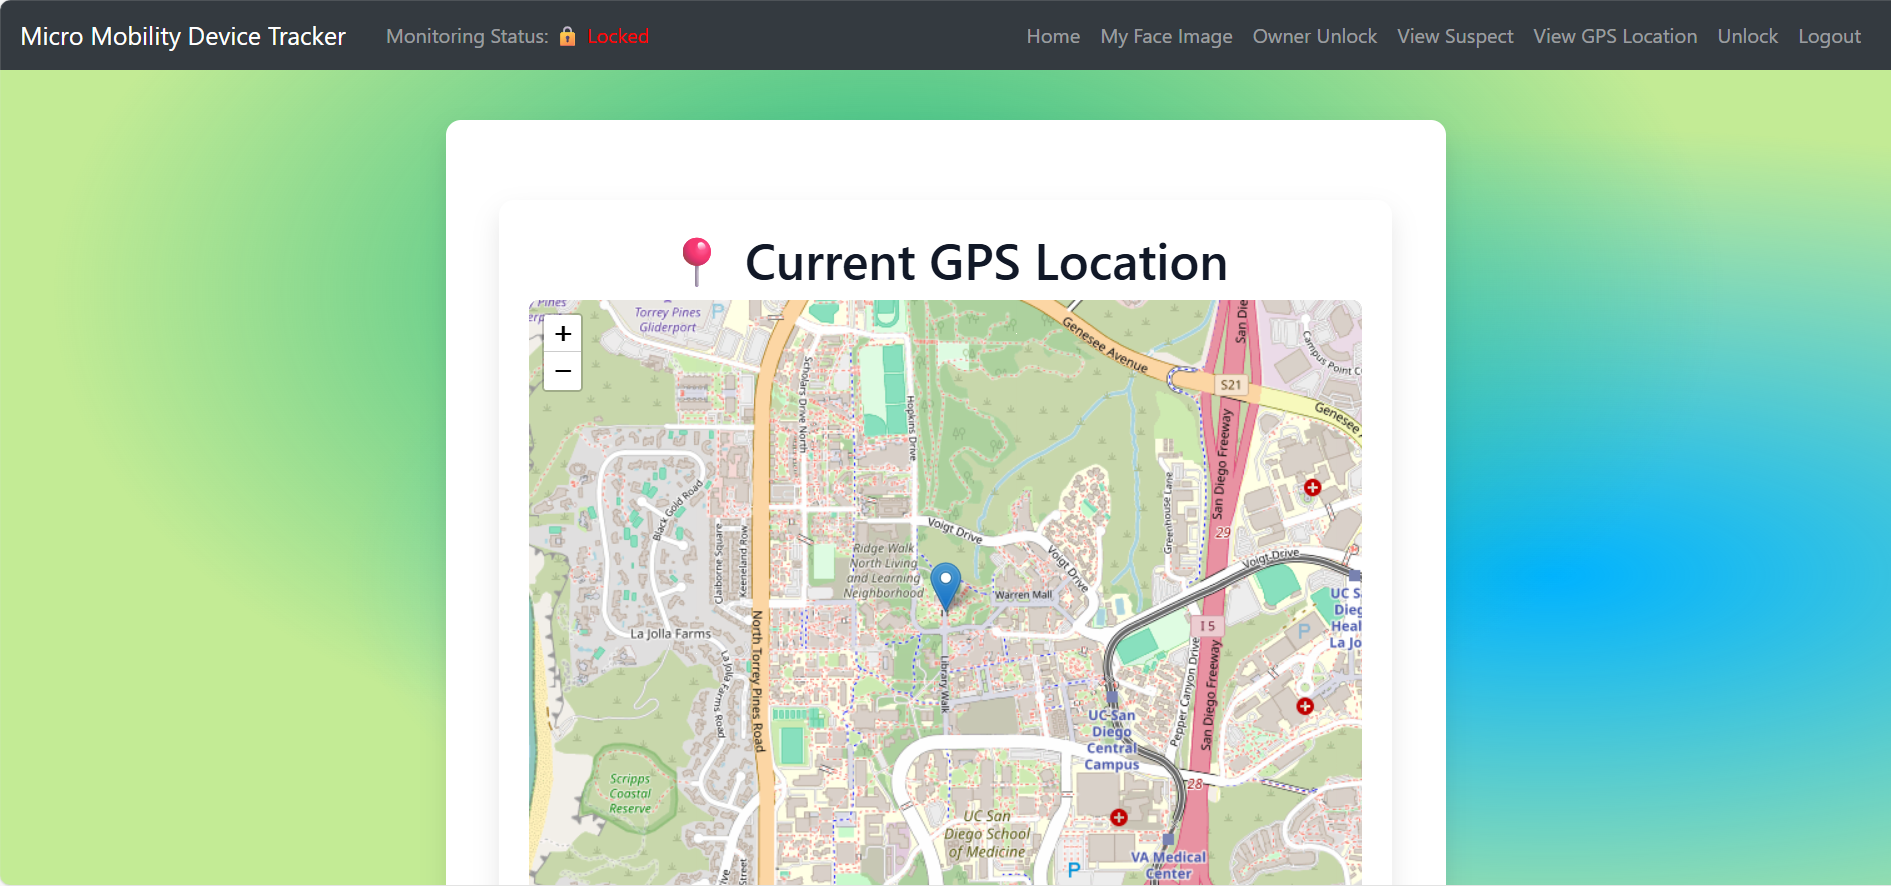 Micro Mobility Device Tracker
Monitoring Status: 🔒 Locked
Home
My Face Image
Owner Unlock
View Suspect
View GPS Location
Unlock
Logout
📍 Current GPS Location
+
−
Pines
Torrey Pines
Gliderport
P
Genesee Avenue
San Die
Campus Point C
S21
Genesee
Scholars Drive North
Hopkins Drive
Black Gold Road
Claiborne Square
Keeneland Row
Greenhouse Lane
San Diego Freeway
29
Voigt Drive
Voigt Drive
Voigt Drive
Ridge Walk
North Living
and Learning
Neighborhood
Warren Mall
UC S
Dieg
Heal
La Jo
P
I 5
La Jolla Farms
La Jolla Farms Road
North Torrey Pines Road
Library Walk
Pepper Canyon Drive
San Diego Freeway
UC San
Diego
Central
Campus
28
Scripps
Coastal
Reserve
UC San
Diego School
of Medicine
P
VA Medical
Center
Street